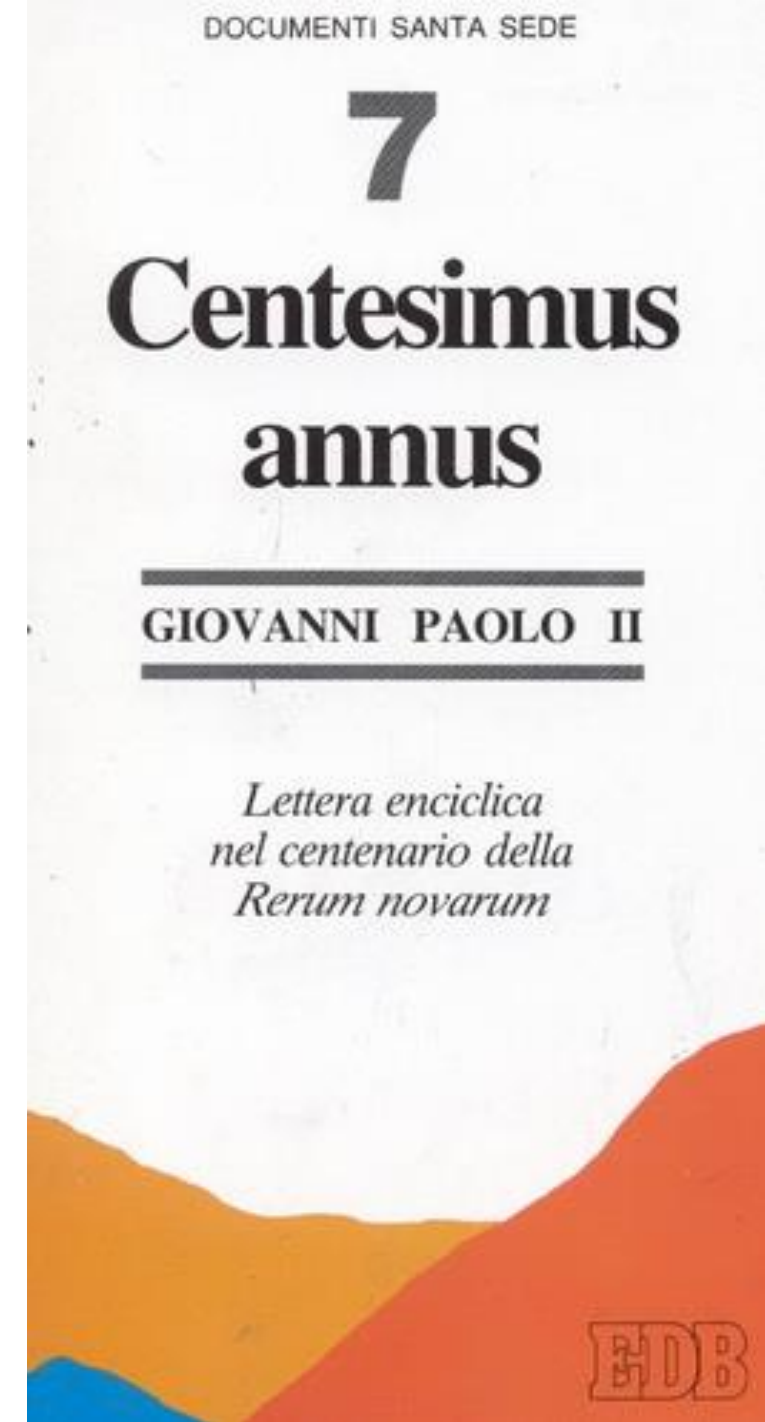 DOCUMENTI SANTA SEDE
7
Centesimus
annus
GIOVANNI PAOLO II
Lettera enciclica
nel centenario della
Rerum novarum
EDB